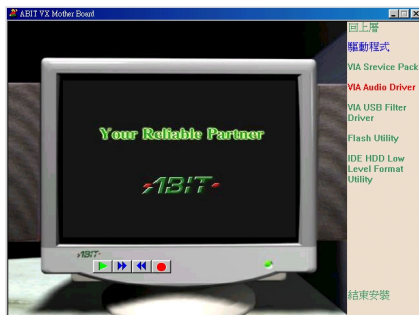 ABIT VX Mother Board
回上層
驅動程式
VIA Srevice Pack
VIA Audio Driver
VIA USB Filter
Driver
Flash Utility
IDE HDD Low
Level Format
Utility
Your Reliable Partner
ABIT
ABIT
結束安裝